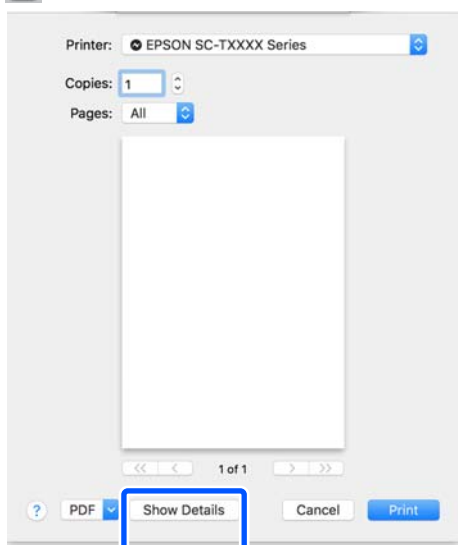 Printer: EPSON SC-TXXXX Series
Copies: 1
Pages: All
<< < 1 of 1 > >>
? PDF Show Details Cancel Print